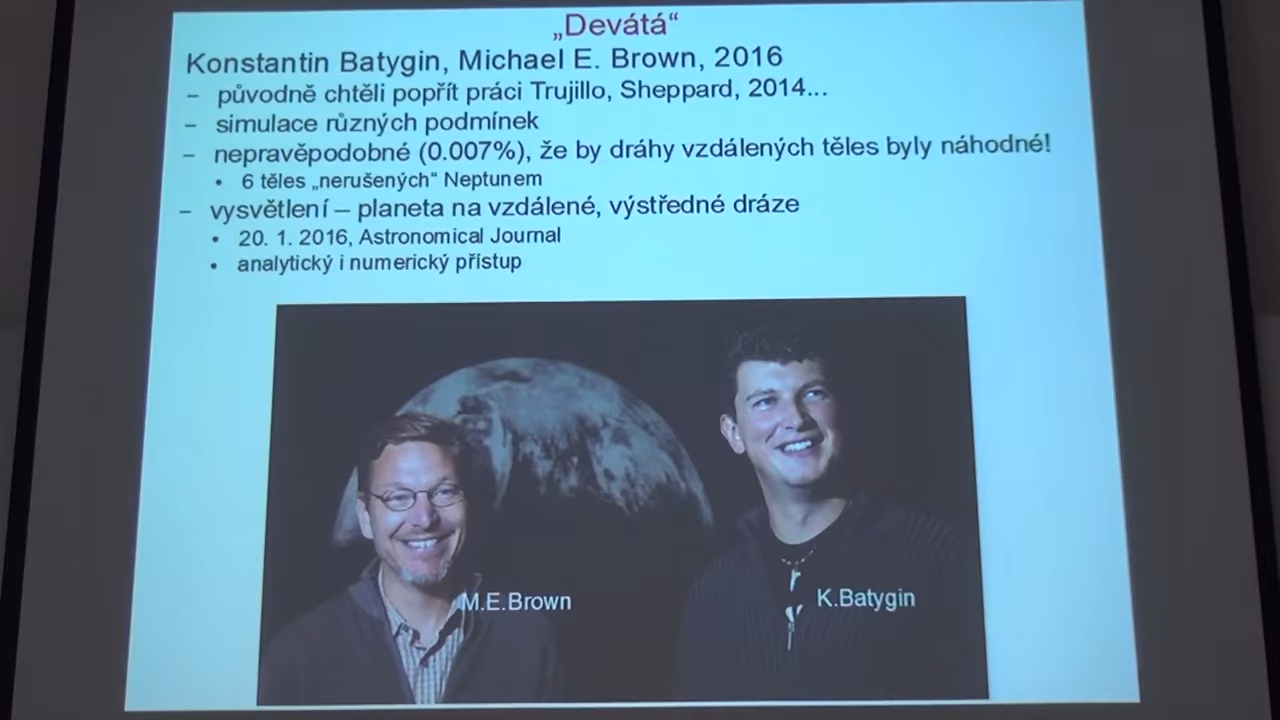 „Devátá“
Konstantin Batygin, Michael E. Brown, 2016
– původně chtěli popřít práci Trujillo, Sheppard, 2014...
– simulace různých podmínek
– nepravěpodobné (0.007%), že by dráhy vzdálených těles byly náhodné!
• 6 těles „nerušených“ Neptunem
– vysvětlení – planeta na vzdálené, výstředné dráze
• 20. 1. 2016, Astronomical Journal
• analytický i numerický přístup
M.E.Brown
K.Batygin